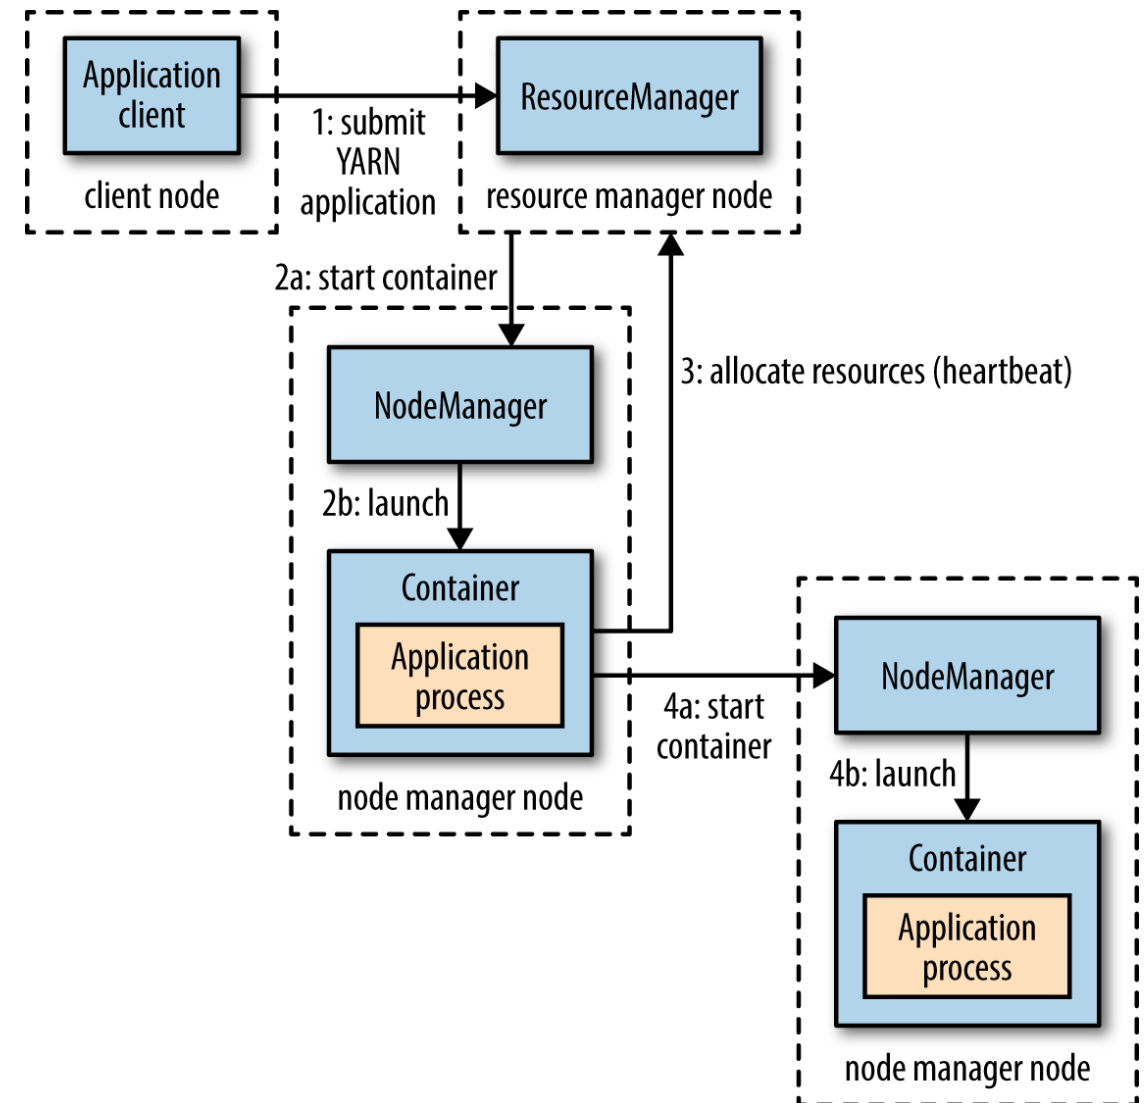 Application
client
client node
1: submit
YARN
application
ResourceManager
resource manager node
2a: start container
NodeManager
2b: launch
Container
Application
process
node manager node
3: allocate resources (heartbeat)
4a: start
container
NodeManager
4b: launch
Container
Application
process
node manager node